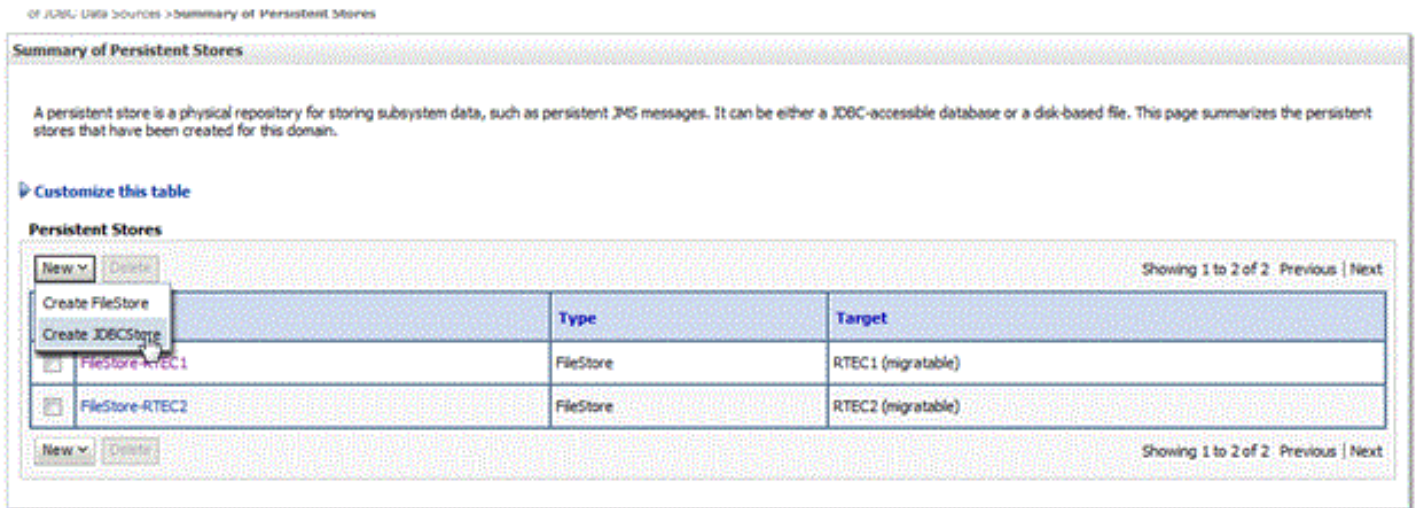 of JDBC Data Sources >Summary of Persistent Stores
Summary of Persistent Stores
A persistent store is a physical repository for storing subsystem data, such as persistent JMS messages. It can be either a JDBC-accessible database or a disk-based file. This page summarizes the persistent
stores that have been created for this domain.
Customize this table
Persistent Stores
New Delete Showing 1 to 2 of 2 Previous | Next
Create FileStore
Create JDBCStore
Type Target
FileStore-RTEC1 FileStore RTEC1 (migratable)
FileStore-RTEC2 FileStore RTEC2 (migratable)
New Delete Showing 1 to 2 of 2 Previous | Next